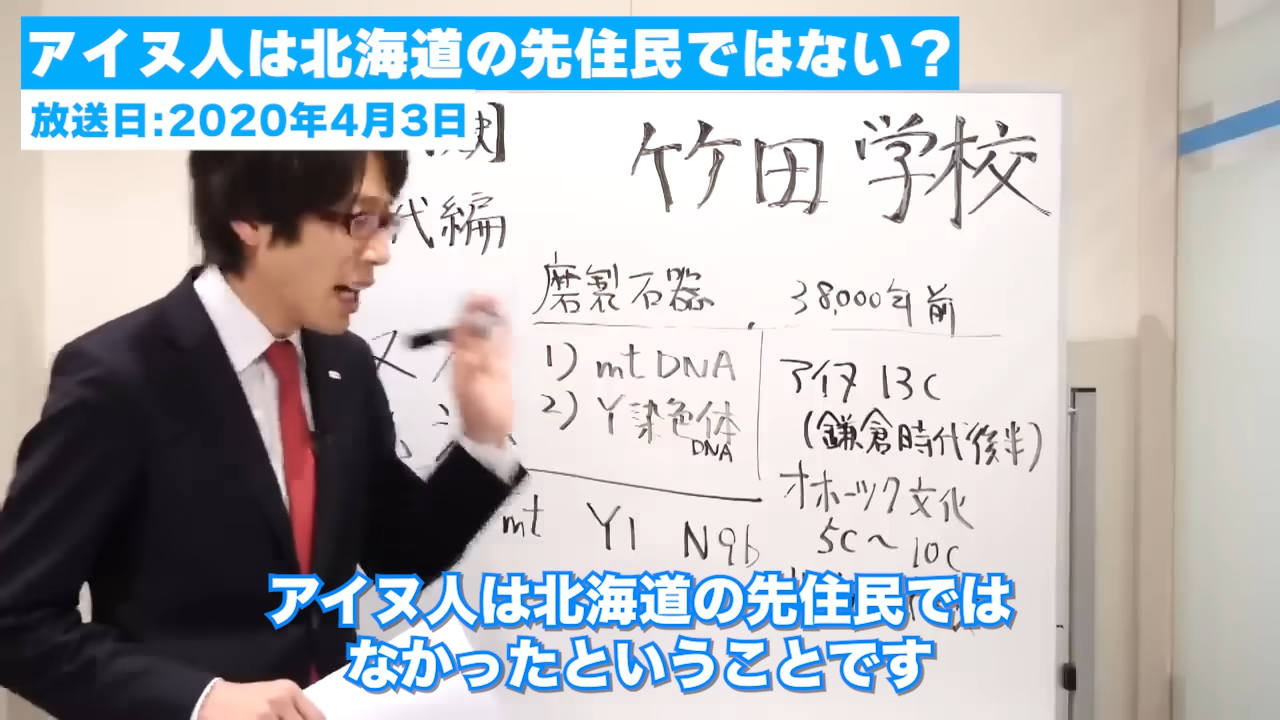 アイヌ人は北海道の先住民ではない？
放送日:2020年4月3日
竹田学校
代編
磨製石器 38,000年前
1) mtDNA
2) Y染色体
DNA
アイヌ 13C
(鎌倉時代後半)
オホーツク文化
5C〜10C
mt Y1 N9b
アイヌ人は北海道の先住民では
なかったということです